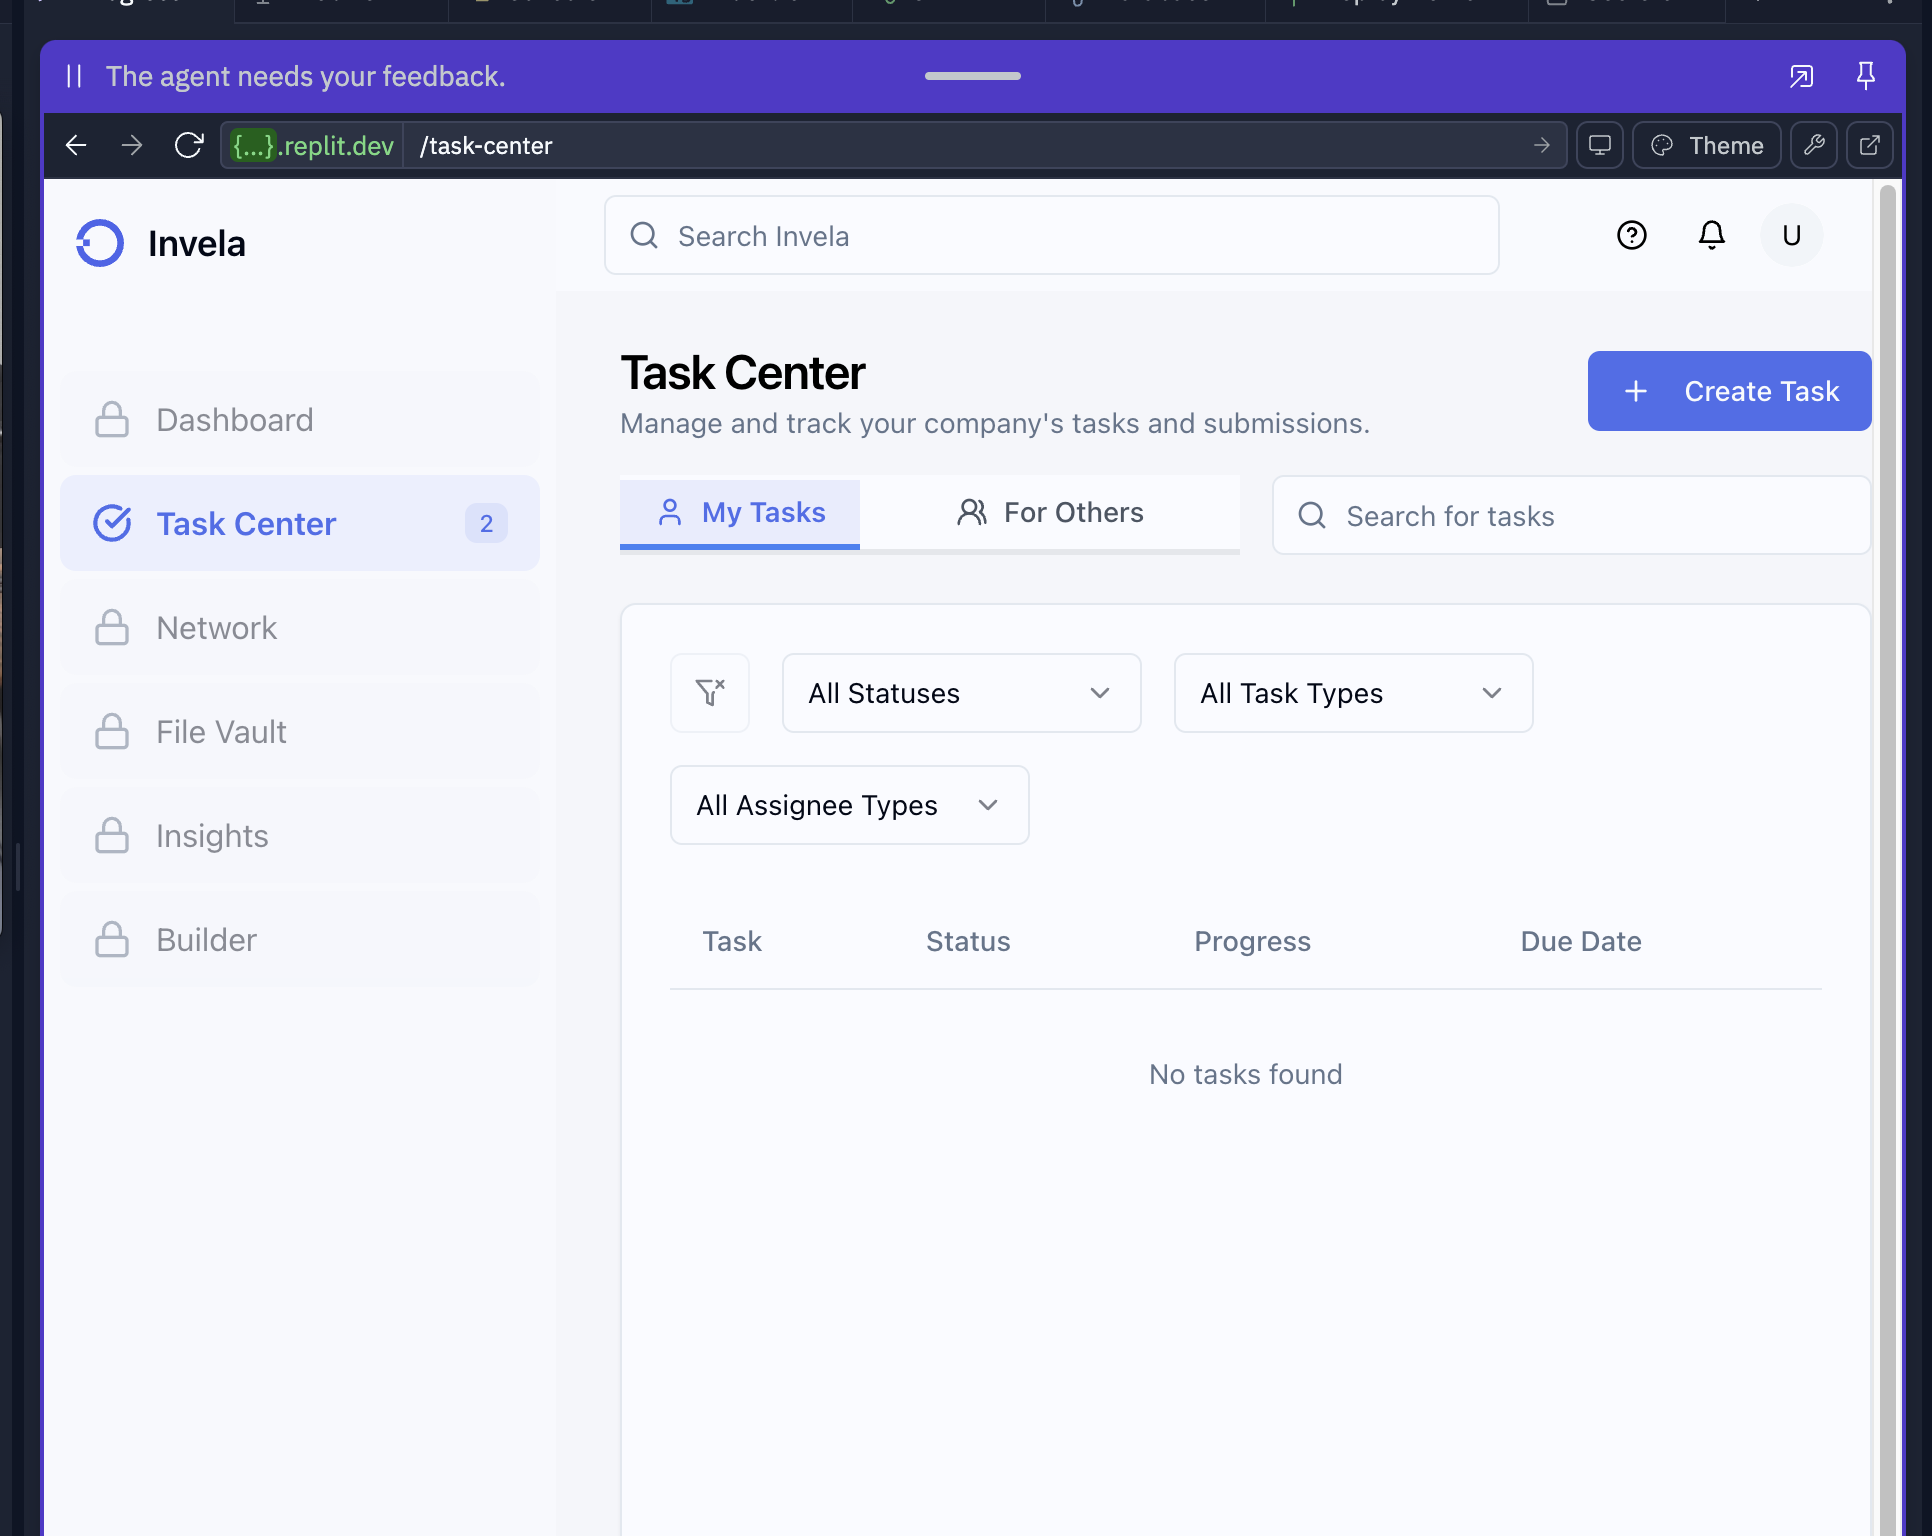 The agent needs your feedback.
{...}.replit.dev /task-center
Theme
Invela
Search Invela
U
Dashboard
Task Center 2
Network
File Vault
Insights
Builder
Task Center
Manage and track your company's tasks and submissions.
+ Create Task
My Tasks
For Others
Search for tasks
All Statuses
All Task Types
All Assignee Types
Task Status Progress Due Date
No tasks found